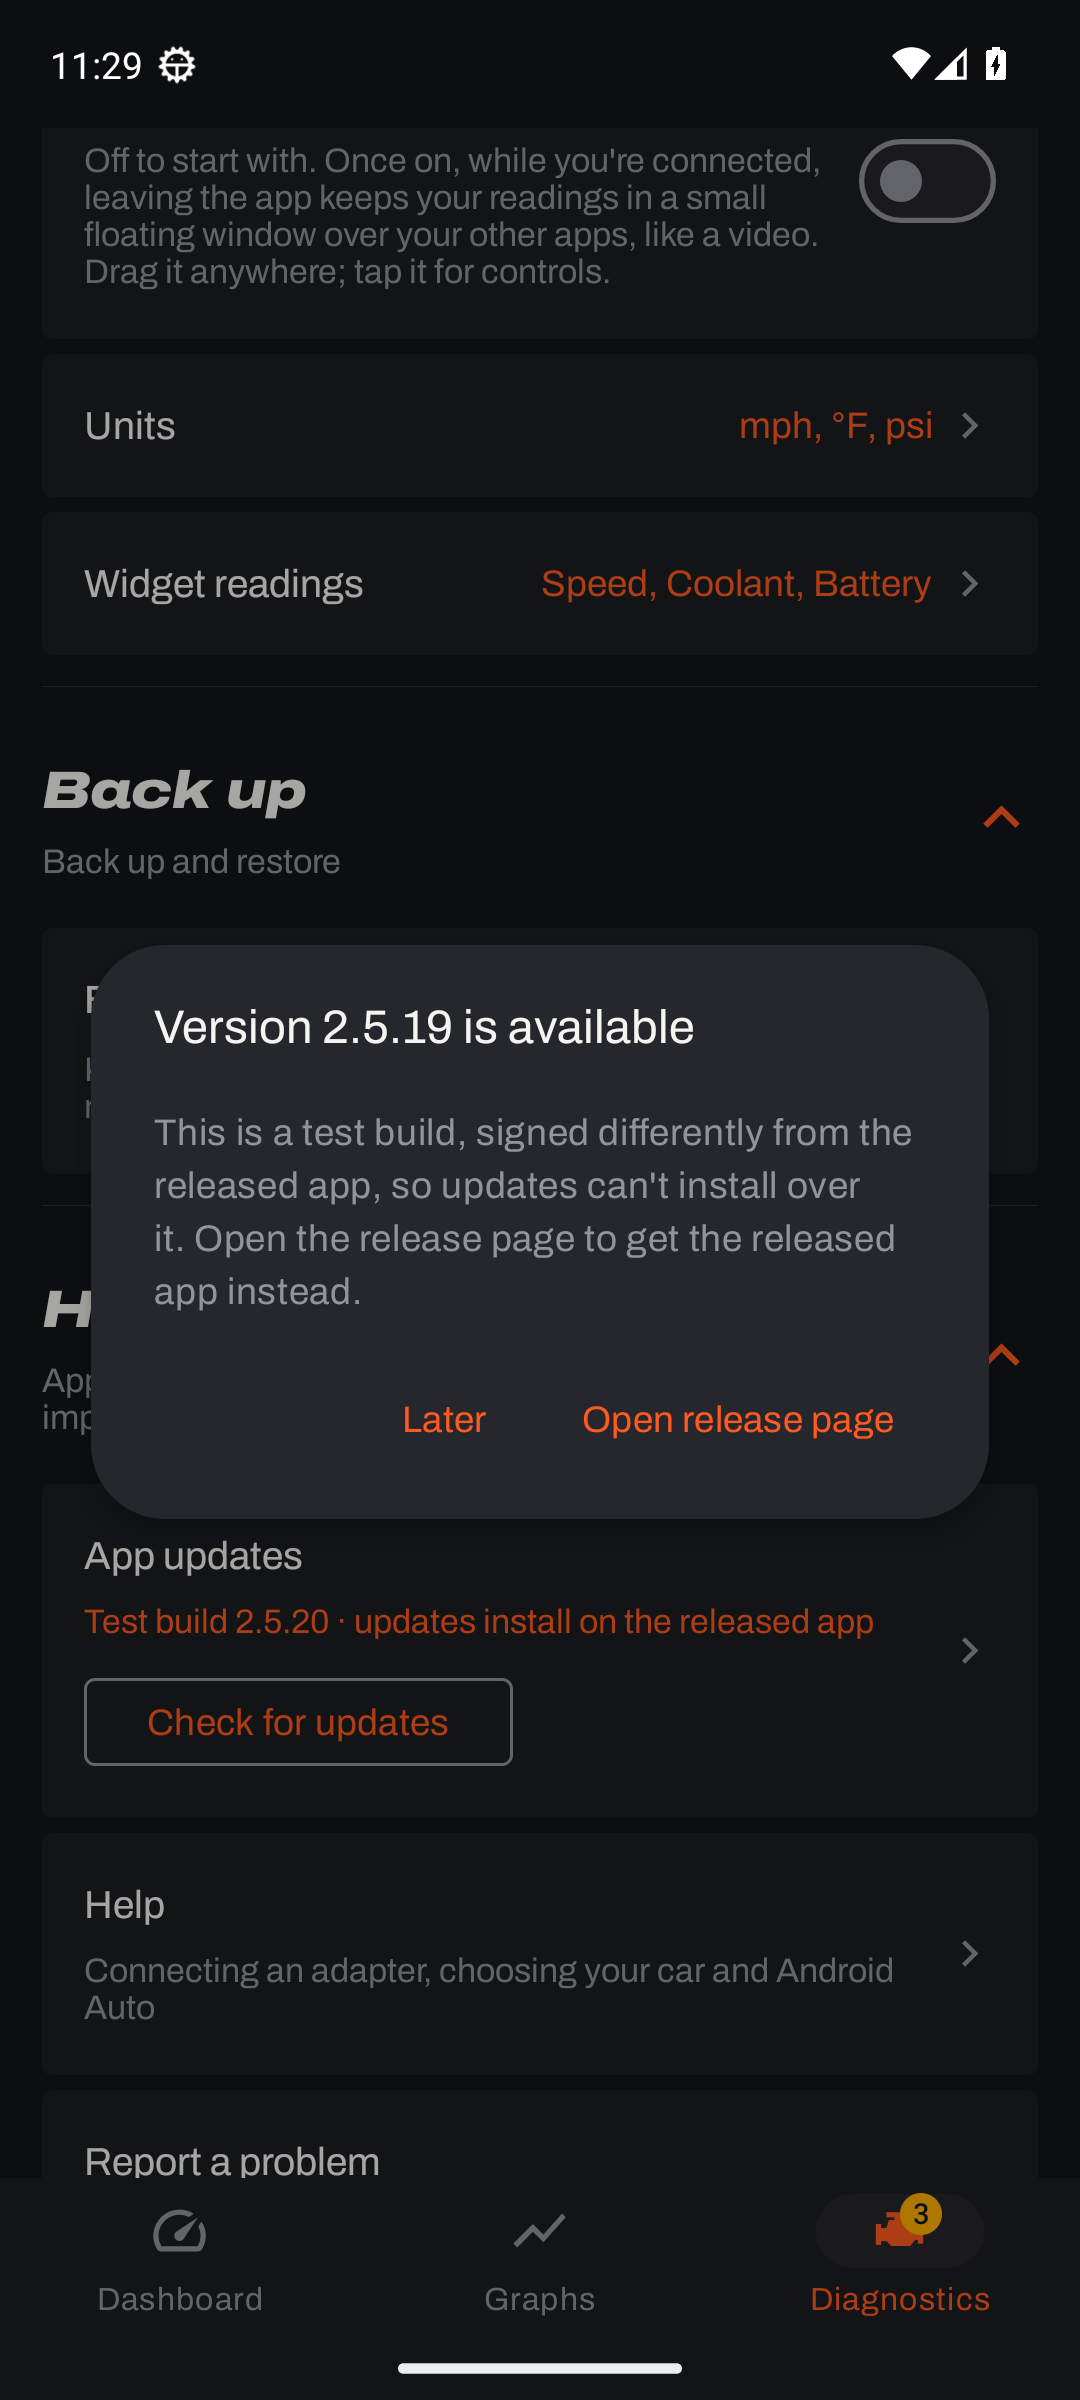 11:29
Off to start with. Once on, while you're connected,
leaving the app keeps your readings in a small
floating window over your other apps, like a video.
Drag it anywhere; tap it for controls.
Units
mph, °F, psi
Widget readings
Speed, Coolant, Battery
Back up
Back up and restore
Version 2.5.19 is available
This is a test build, signed differently from the
released app, so updates can't install over
it. Open the release page to get the released
app instead.
Later
Open release page
App updates
Test build 2.5.20 · updates install on the released app
Check for updates
Help
Connecting an adapter, choosing your car and Android
Auto
Report a problem
3
Dashboard
Graphs
Diagnostics